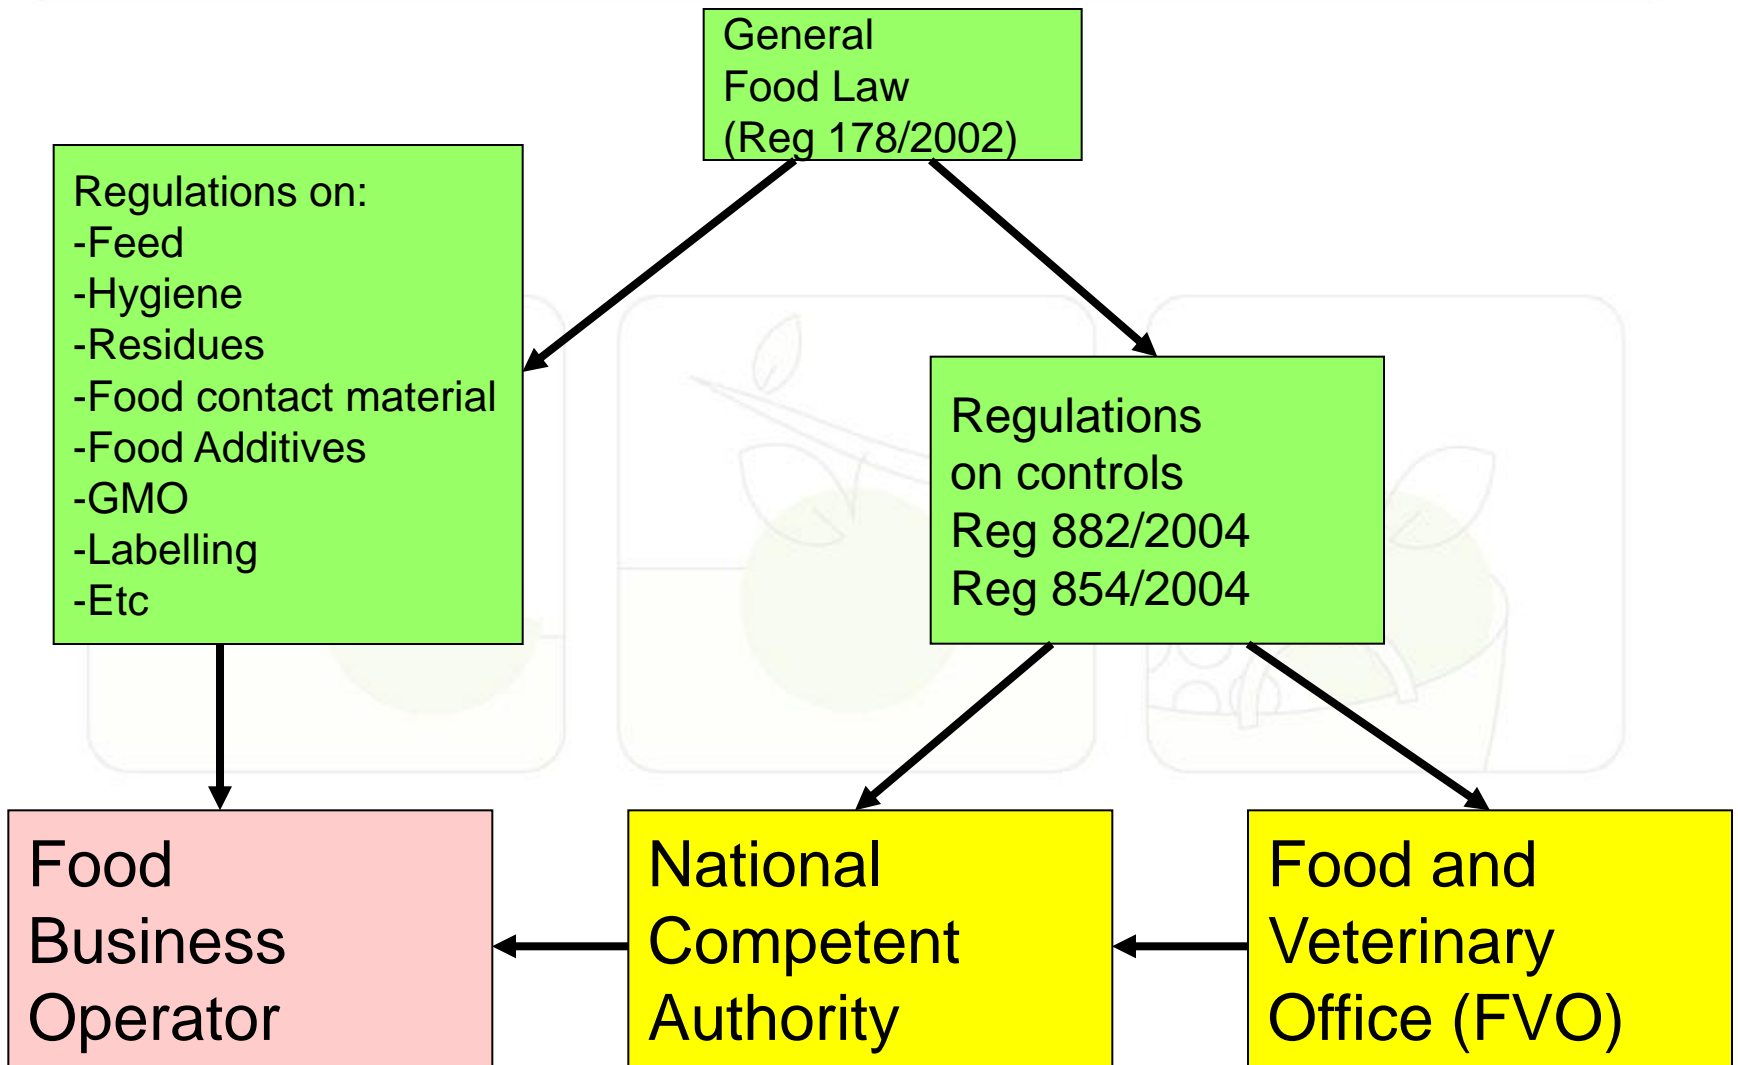 General
Food Law
(Reg 178/2002)
Regulations on:
-Feed
-Hygiene
-Residues
-Food contact material
-Food Additives
-GMO
-Labelling
-Etc
Regulations
on controls
Reg 882/2004
Reg 854/2004
Food
Business
Operator
National
Competent
Authority
Food and
Veterinary
Office (FVO)